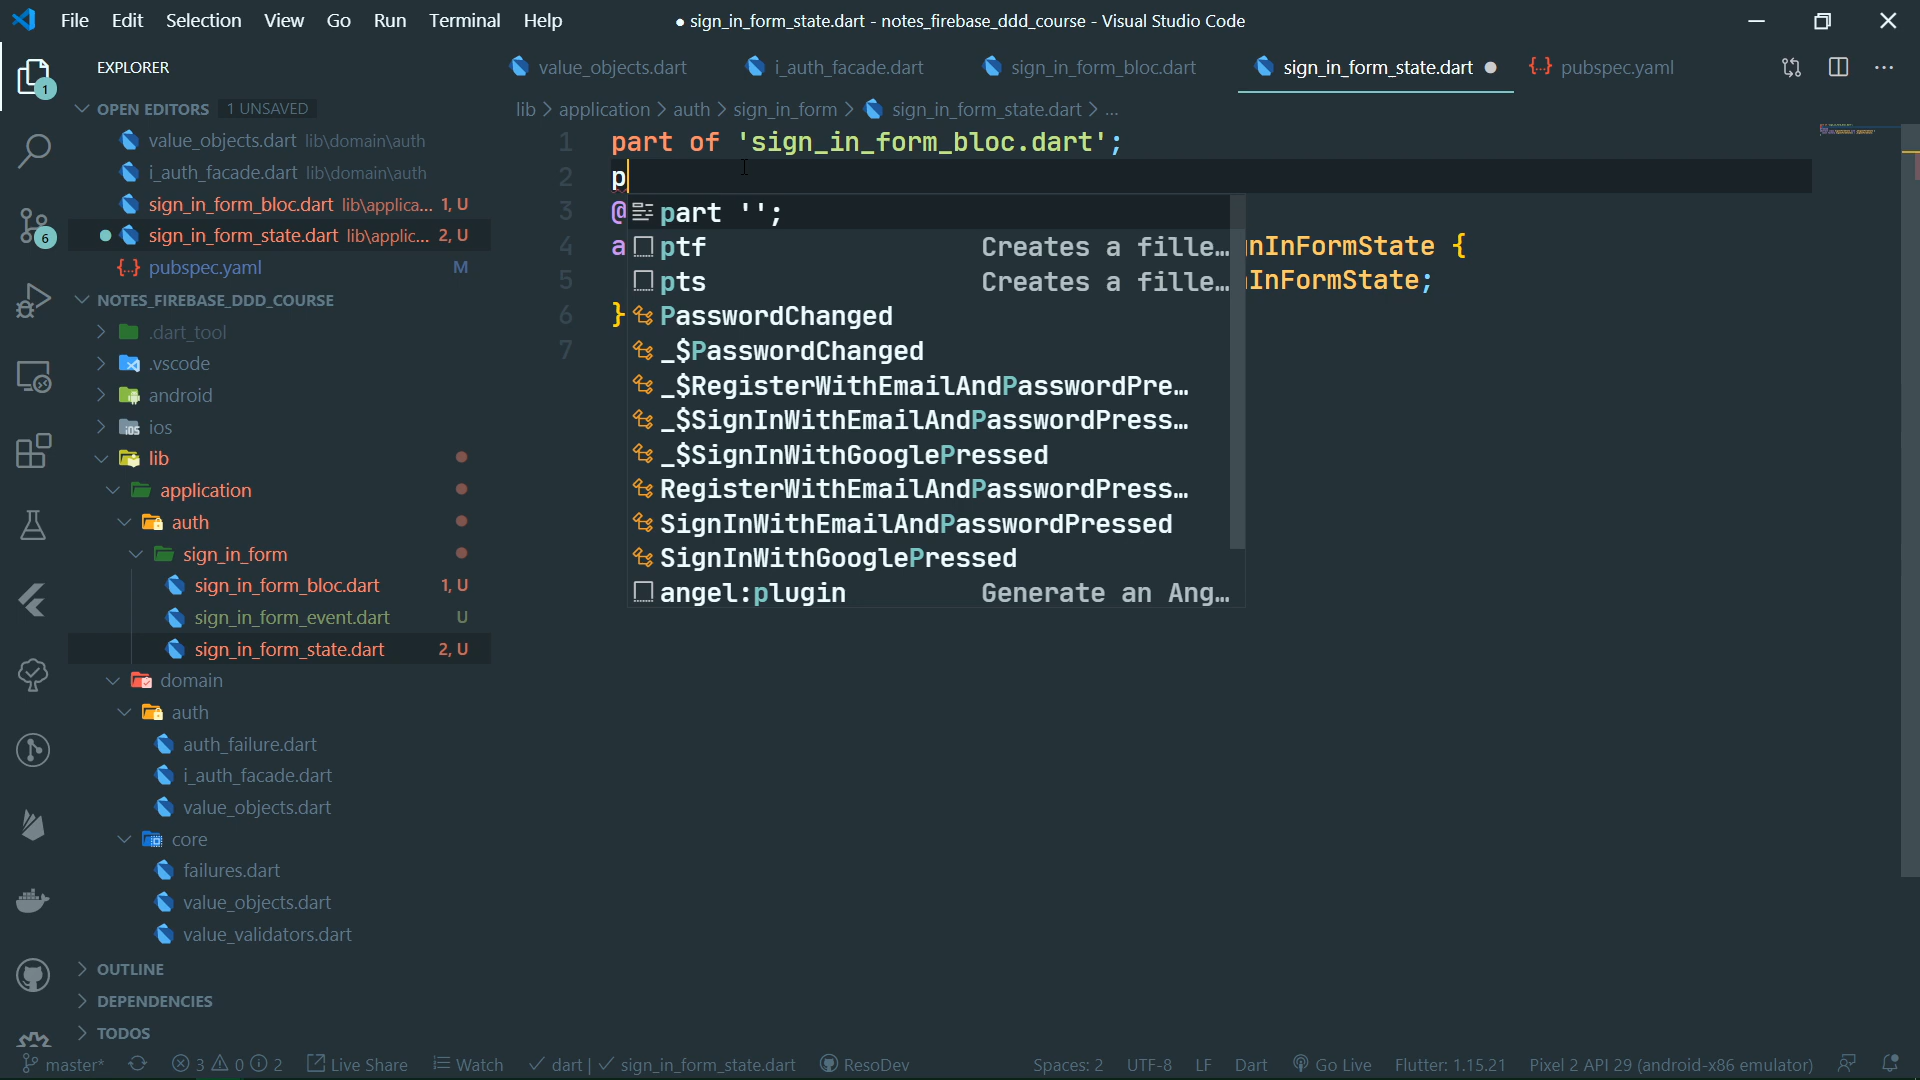 File Edit Selection View Go Run Terminal Help
● sign_in_form_state.dart - notes_firebase_ddd_course - Visual Studio Code
EXPLORER
1
OPEN EDITORS 1 UNSAVED
value_objects.dart lib\domain\auth
i_auth_facade.dart lib\domain\auth
sign_in_form_bloc.dart lib\applica... 1, U
sign_in_form_state.dart lib\applic... 2, U
pubspec.yaml M
6
NOTES_FIREBASE_DDD_COURSE
.dart_tool
.vscode
android
ios
lib
application
auth
sign_in_form
sign_in_form_bloc.dart 1, U
sign_in_form_event.dart U
sign_in_form_state.dart 2, U
domain
auth
auth_failure.dart
i_auth_facade.dart
value_objects.dart
core
failures.dart
value_objects.dart
value_validators.dart
OUTLINE
DEPENDENCIES
TODOS
value_objects.dart i_auth_facade.dart sign_in_form_bloc.dart sign_in_form_state.dart ● {..} pubspec.yaml
lib > application > auth > sign_in_form > sign_in_form_state.dart > ...
1 part of 'sign_in_form_bloc.dart';
2 p
3 @
4 a nInFormState {
5 InFormState;
6 }
7
part '';
ptf Creates a fille...
pts Creates a fille...
PasswordChanged
_$PasswordChanged
_$RegisterWithEmailAndPasswordPre...
_$SignInWithEmailAndPasswordPress...
_$SignInWithGooglePressed
RegisterWithEmailAndPasswordPress...
SignInWithEmailAndPasswordPressed
SignInWithGooglePressed
angel:plugin Generate an Ang...
master* 3 0 2 Live Share Watch dart | sign_in_form_state.dart ResoDev Spaces: 2 UTF-8 LF Dart Go Live Flutter: 1.15.21 Pixel 2 API 29 (android-x86 emulator)